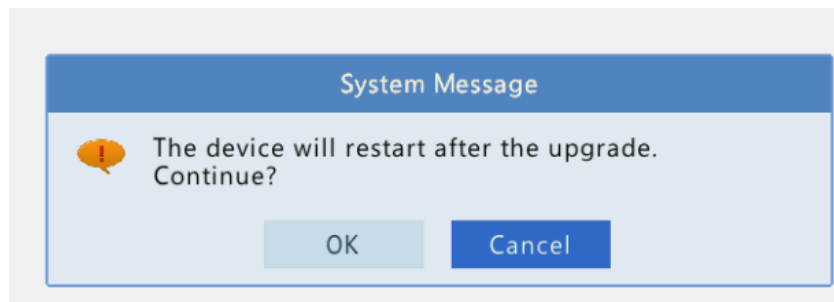 System Message
The device will restart after the upgrade.
Continue?
OK
Cancel